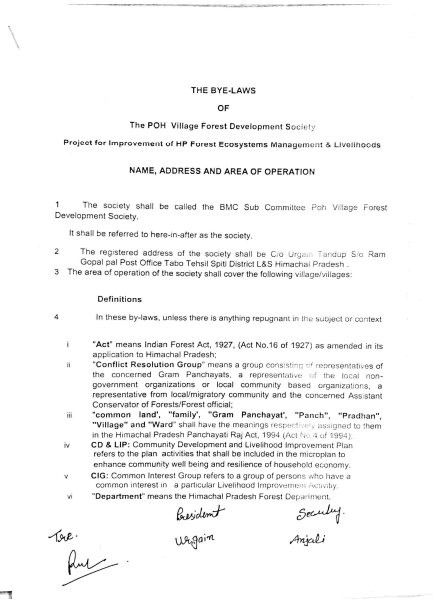 THE BYE-LAWS
OF
The POH Village Forest Development Society
Project for Improvement of HP Forest Ecosystems Management & Livelihoods
NAME, ADDRESS AND AREA OF OPERATION
1 The society shall be called the BMC Sub Committee Poh Village Forest
Development Society.
It shall be referred to here-in-after as the society.
2 The registered address of the society shall be C/o Urgain Tandup S/o Ram
Gopal pal Post Office Tabo Tehsil Spiti District L&S Himachal Pradesh .
3 The area of operation of the society shall cover the following village/villages:
Definitions
4 In these by-laws, unless there is anything repugnant in the subject or context
i "Act" means Indian Forest Act, 1927, (Act No.16 of 1927) as amended in its
application to Himachal Pradesh;
ii "Conflict Resolution Group" means a group consisting of representatives of
the concerned Gram Panchayats, a representative of the local non-
government organizations or local community based organizations, a
representative from local/migratory community and the concerned Assistant
Conservator of Forests/Forest official;
iii "common land', 'family', "Gram Panchayat', "Panch", "Pradhan",
"Village" and "Ward" shall have the meanings respectively assigned to them
in the Himachal Pradesh Panchayati Raj Act, 1994 (Act No.4 of 1994);
iv CD & LIP: Community Development and Livelihood Improvement Plan
refers to the plan activities that shall be included in the microplan to
enhance community well being and resilience of household economy.
v CIG: Common Interest Group refers to a group of persons who have a
common interest in a particular Livelihood Improvement Activitiy.
vi "Department" means the Himachal Pradesh Forest Department.
President
Urgain Anjali